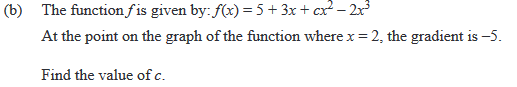 (b) The function f is given by: f(x) = 5 + 3x + cx² – 2x³
At the point on the graph of the function where x = 2, the gradient is –5.
Find the value of c.